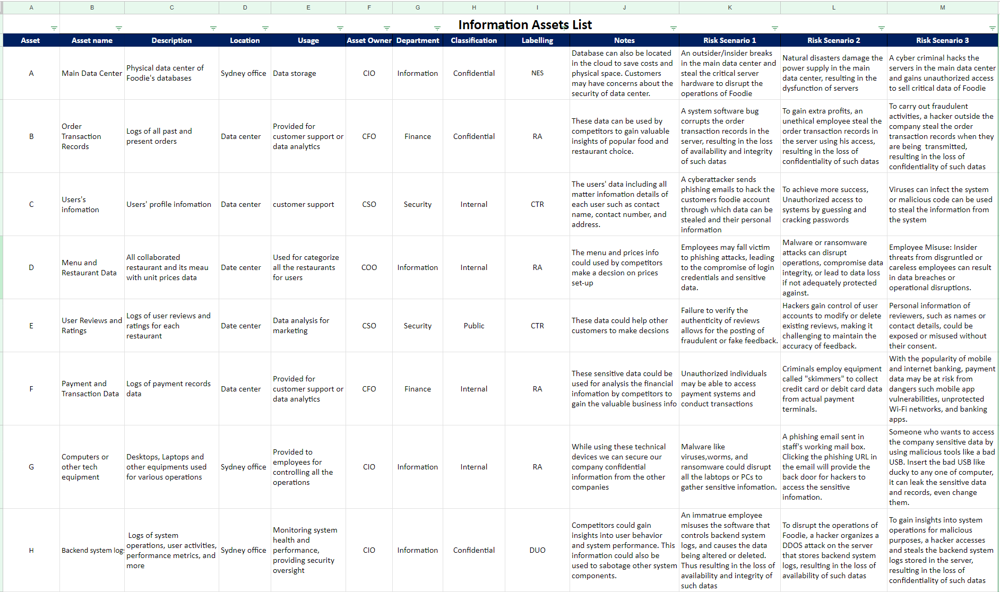 A B C D E F G H I J K L M
Information Assets List
Asset Asset name Description Location Usage Asset Owner Department Classification Labelling Notes Risk Scenario 1 Risk Scenario 2 Risk Scenario 3
A
Main Data Center
Physical data center of
Foodie's databases
Sydney office
Data storage
CIO
Information
Confidential
NES
Database can also be located
in the cloud to save costs and
physical space. Customers
may have concerns about the
security of data center.
An outsider/insider breaks
in the main data center and
steal the critical server
hardware to disrupt the
operations of Foodie
Natural disasters damage the
power supply in the main
data center, resulting in the
dysfunction of servers
A cyber criminal hacks the
servers in the main data center
and gains unauthorized access
to sell critical data of Foodie
B
Order
Transaction
Records
Logs of all past and
present orders
Data center
Provided for
customer support or
data analytics
CFO
Finance
Confidential
RA
These data can be used by
competitors to gain valuable
insights of popular food and
restaurant choice.
A system software bug
corrupts the order
transaction records in the
server, resulting in the loss
of availability and integrity
of such datas
To gain extra profits, an
unethical employee steal the
order transaction records in
the server using his access,
resulting in the loss of
confidentiality of such datas
To carry out fraudulent
activities, a hacker outside the
company steal the order
transaction records when they
are being  transmitted,
resulting in the loss of
confidentiality of such datas
C
Users's
infomation
Users' profile infomation
Data center
customer support
CSO
Security
Internal
CTR
The users' data including all
matter infomation details of
each user such as contact
name, contact number, and
address.
A cyberattacker sends
phishing emails to hack the
customers foodie account
through which data can be
stealed and their personal
information
To achieve more success,
Unauthorized access to
systems by guessing and
cracking passwords
Viruses can infect the system
or malicious code can be used
to steal the information from
the system
D
Menu and
Restaurant Data
All collaborated
restaurant and its meau
with unit prices data
Date center
Used for categorize
all the restaurants
for users
COO
Information
Internal
RA
The menu and prices info
could used by competitors
make a decsion on prices
set-up
Employees may fall victim
to phishing attacks, leading
to the compromise of login
credentials and sensitive
data.
Malware or ransomware
attacks can disrupt
operations, compromise data
integrity, or lead to data loss
if not adequately protected
against.
Employee Misuse: Insider
threats from disgruntled or
careless employees can result
in data breaches or
operational disruptions.
E
User Reviews and
Ratings
Logs of user reviews and
ratings for each
restaurant
Date center
Data analysis for
marketing
CSO
Security
Public
CTR
These data could help other
customers to make decsions
Failure to verify the
authenticity of reviews
allows for the posting of
fraudulent or fake feedback.
Hackers gain control of user
accounts to modify or delete
existing reviews, making it
challenging to maintain the
accuracy of feedback.
Personal information of
reviewers, such as names or
contact details, could be
exposed or misused without
their consent.
F
Payment and
Transaction Data
Logs of payment records
data
Data center
Provided for
customer support or
data analytics
CFO
Finance
Internal
RA
These sensitive data could be
used for analysis the financial
infomation by competitors to
gain the valuable business info
Unauthorized individuals
may be able to access
payment systems and
conduct transactions
Criminals employ equipment
called "skimmers" to collect
credit card or debit card data
from actual payment
terminals.
With the popularity of mobile
and internet banking, payment
data may be at risk from
dangers such mobile app
vulnerabilities, unprotected
Wi-Fi networks, and banking
apps.
G
Computers or
other tech
equipment
Desktops, Laptops and
other equipments used
for various operations
Sydney office
Provided to
employees for
controlling all the
operations
CIO
Information
Internal
RA
While using these technical
devices we can secure our
company confidential
information from the other
companies
Malware like
viruses,worms, and
ransomware could disrupt
all the labtops or PCs to
gather sensitive infomation.
A phishing email sent in
staff's working mail box.
Clicking the phishing URL in
the email will provide the
back door for hackers to
access the sensitive
infomation.
Someone who wants to access
the company sensitive data by
using malicious tools like a bad
USB. Insert the bad USB like
ducky to any one of computer,
it can leak the sensitive data
and records, even change
them.
H
Backend system logs
Logs of system
operations, user activities,
performance metrics, and
more
Sydney office
Monitoring system
health and
performance,
providing security
oversight
CIO
Information
Confidential
DUO
Competitors could gain
insights into user behavior
and system performance. This
information could also be
used to sabotage other system
components.
An immatrue employee
misuses the software that
controls backend system
logs, and causes the data
being altered or deleted.
Thus resulting in the loss of
availability and integrity of
such datas
To disrupt the operations of
Foodie, a hacker organizes a
DDOS attack on the server
that stores backend system
logs, resulting in the loss of
availability of such datas
To gain insights into system
operations for malicious
purposes, a hacker accesses
and steals the backend system
logs stored in the server,
resulting in the loss of
confidentiality of such datas